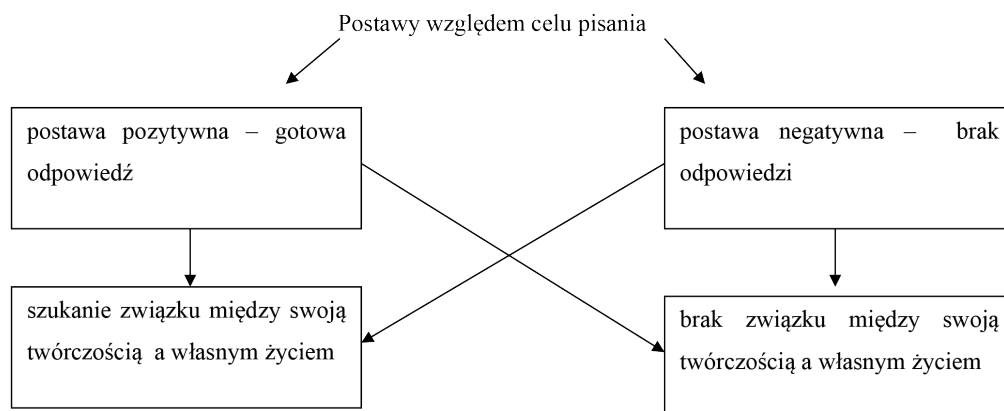 Postawy względem celu pisania
postawa pozytywna – gotowa
odpowiedź
postawa negatywna – brak
odpowiedzi
szukanie związku między swoją
twórczością a własnym życiem
brak związku między swoją
twórczością a własnym życiem